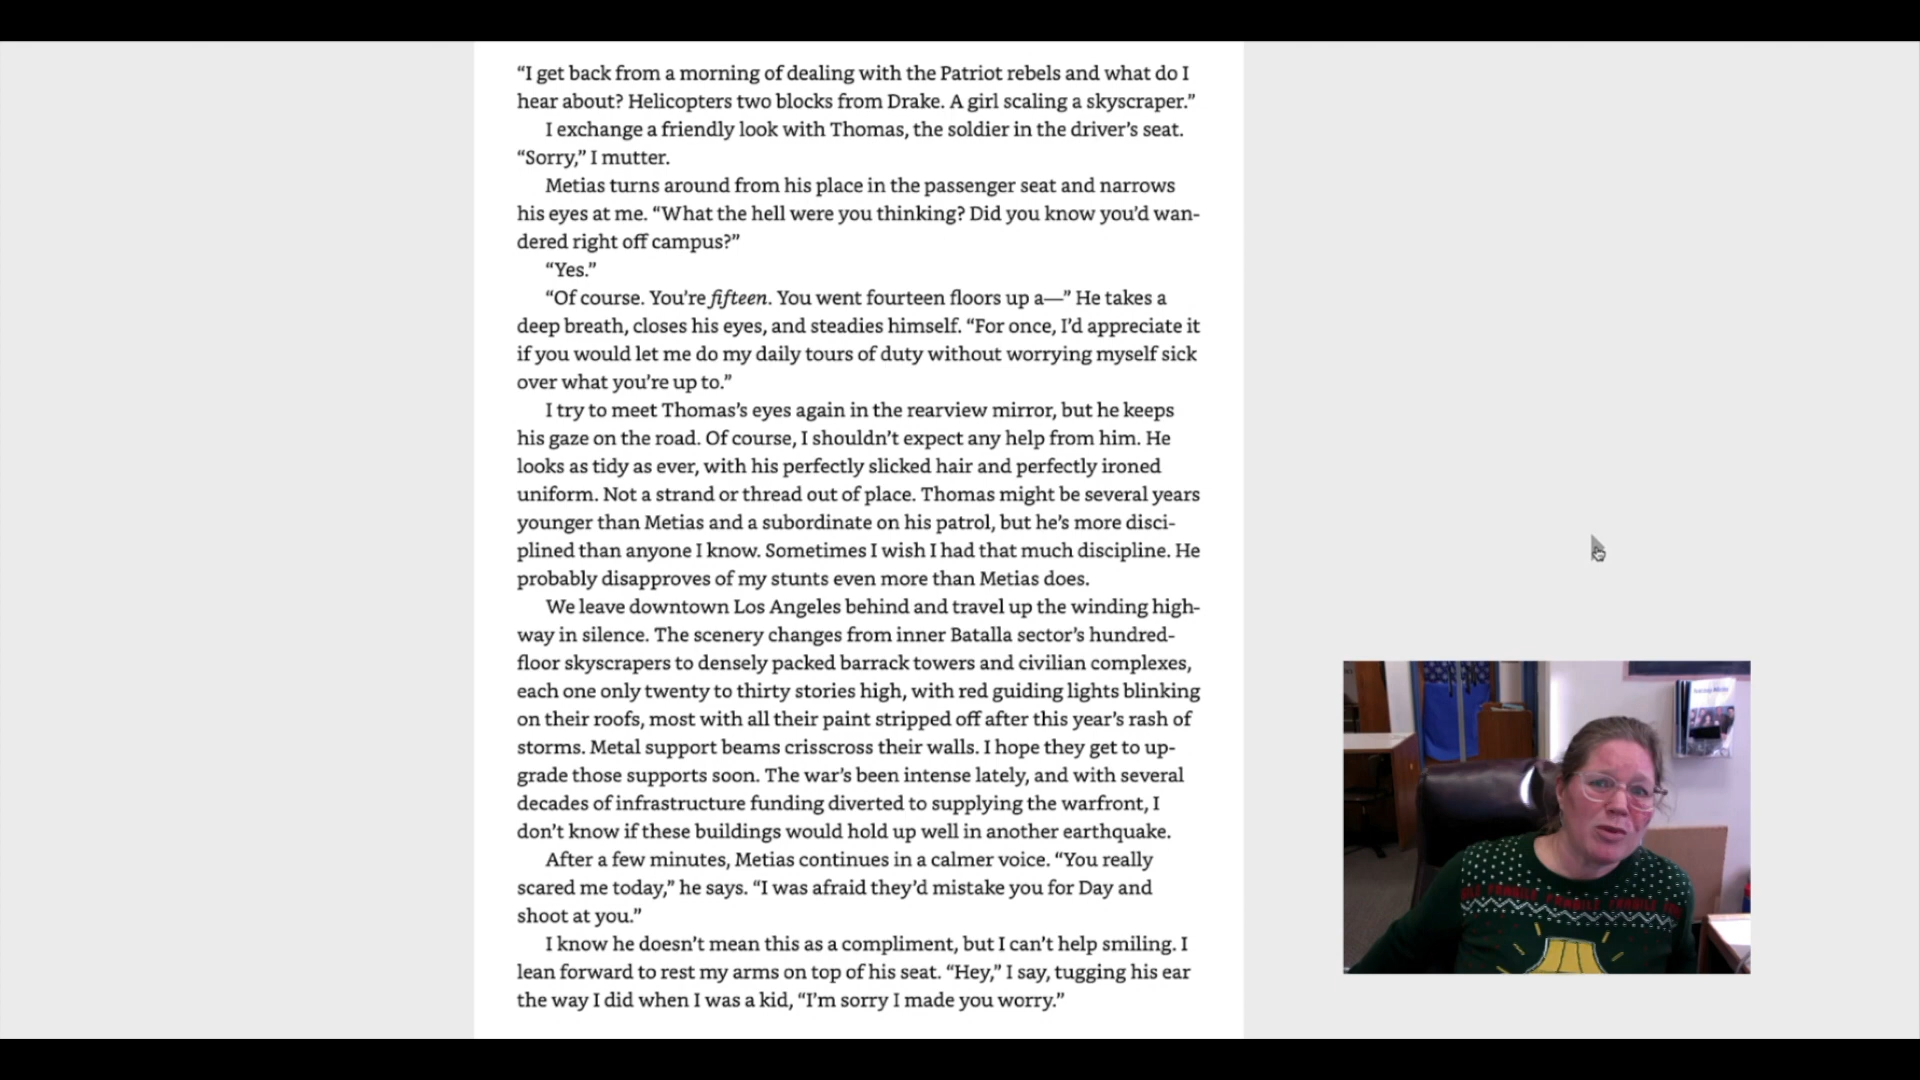 “I get back from a morning of dealing with the Patriot rebels and what do I
hear about? Helicopters two blocks from Drake. A girl scaling a skyscraper.”
I exchange a friendly look with Thomas, the soldier in the driver’s seat.
“Sorry,” I mutter.
Metias turns around from his place in the passenger seat and narrows
his eyes at me. “What the hell were you thinking? Did you know you’d wan-
dered right off campus?”
“Yes.”
“Of course. You’re fifteen. You went fourteen floors up a—” He takes a
deep breath, closes his eyes, and steadies himself. “For once, I’d appreciate it
if you would let me do my daily tours of duty without worrying myself sick
over what you’re up to.”
I try to meet Thomas’s eyes again in the rearview mirror, but he keeps
his gaze on the road. Of course, I shouldn’t expect any help from him. He
looks as tidy as ever, with his perfectly slicked hair and perfectly ironed
uniform. Not a strand or thread out of place. Thomas might be several years
younger than Metias and a subordinate on his patrol, but he’s more disci-
plined than anyone I know. Sometimes I wish I had that much discipline. He
probably disapproves of my stunts even more than Metias does.
We leave downtown Los Angeles behind and travel up the winding high-
way in silence. The scenery changes from inner Batalla sector’s hundred-
floor skyscrapers to densely packed barrack towers and civilian complexes,
each one only twenty to thirty stories high, with red guiding lights blinking
on their roofs, most with all their paint stripped off after this year’s rash of
storms. Metal support beams crisscross their walls. I hope they get to up-
grade those supports soon. The war’s been intense lately, and with several
decades of infrastructure funding diverted to supplying the warfront, I
don’t know if these buildings would hold up well in another earthquake.
After a few minutes, Metias continues in a calmer voice. “You really
scared me today,” he says. “I was afraid they’d mistake you for Day and
shoot at you.”
I know he doesn’t mean this as a compliment, but I can’t help smiling. I
lean forward to rest my arms on top of his seat. “Hey,” I say, tugging his ear
the way I did when I was a kid, “I’m sorry I made you worry.”
FRAGILE FRAGILE